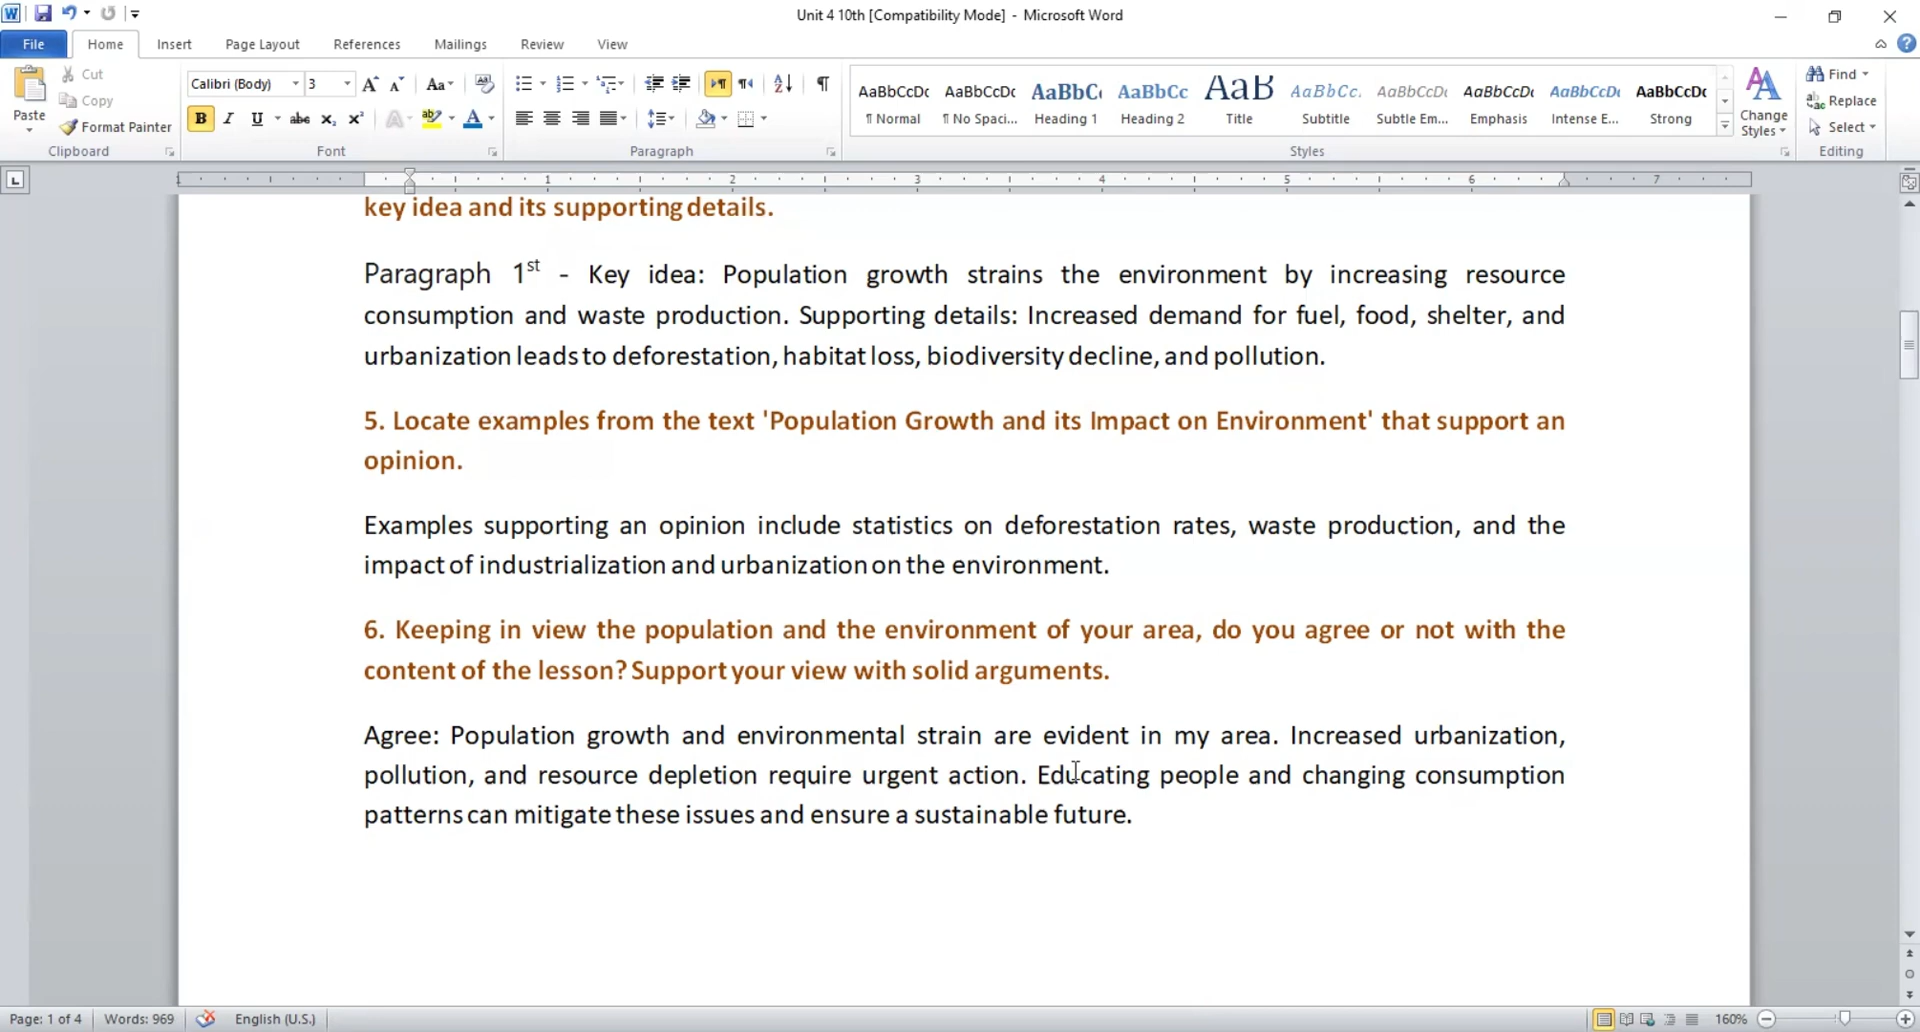 Unit 4 10th [Compatibility Mode] - Microsoft Word
File Home Insert Page Layout References Mailings Review View
Paste
Cut
Copy
Format Painter
Clipboard
Calibri (Body) 3
Font
Paragraph
AaBbCcDc AaBbCcDc AaBbC AaBbCc AaB AaBbCc. AaBbCcDc AaBbCcDc AaBbCcDc AaBbCcDc
¶ Normal ¶ No Spaci... Heading 1 Heading 2 Title Subtitle Subtle Em... Emphasis Intense E... Strong
Styles
Change Styles
Find
Replace
Select
Editing
1 1 2 3 4 5 6 7
key idea and its supporting details.
Paragraph 1st - Key idea: Population growth strains the environment by increasing resource
consumption and waste production. Supporting details: Increased demand for fuel, food, shelter, and
urbanization leads to deforestation, habitat loss, biodiversity decline, and pollution.
5. Locate examples from the text 'Population Growth and its Impact on Environment' that support an
opinion.
Examples supporting an opinion include statistics on deforestation rates, waste production, and the
impact of industrialization and urbanization on the environment.
6. Keeping in view the population and the environment of your area, do you agree or not with the
content of the lesson? Support your view with solid arguments.
Agree: Population growth and environmental strain are evident in my area. Increased urbanization,
pollution, and resource depletion require urgent action. Educating people and changing consumption
patterns can mitigate these issues and ensure a sustainable future.
Page: 1 of 4 Words: 969 English (U.S.) 160%